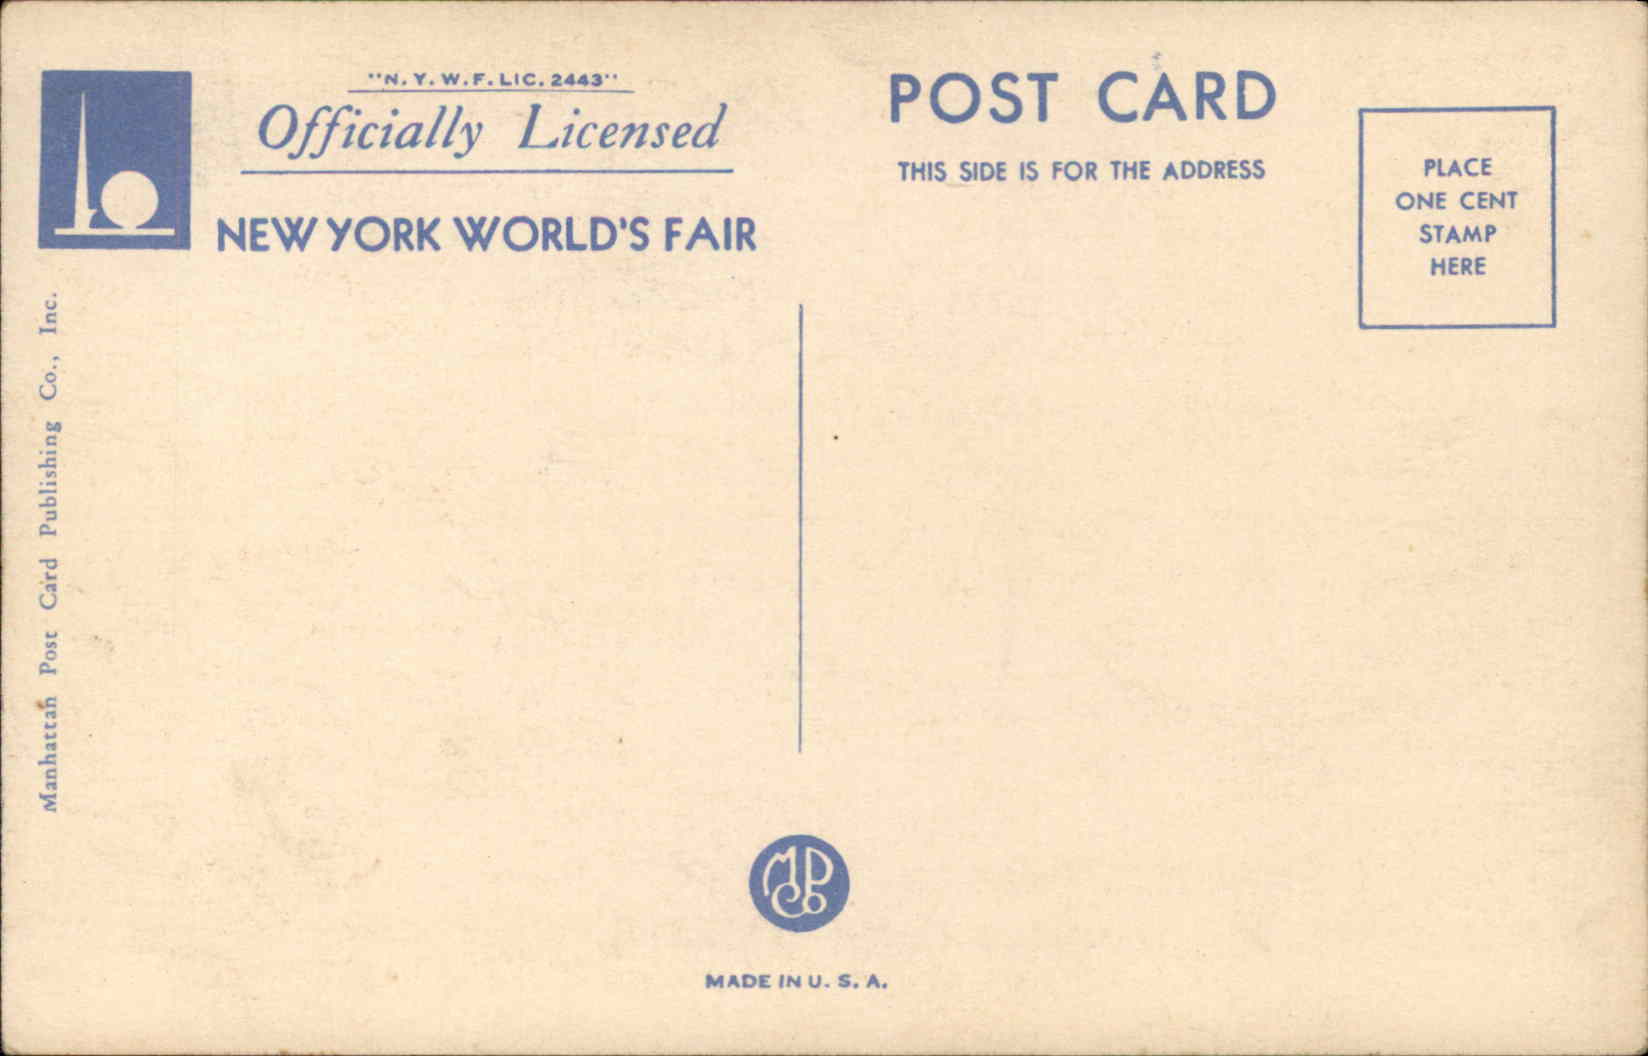 "N. Y. W. F. LIC. 2443"
Officially Licensed
NEW YORK WORLD'S FAIR
POST CARD
THIS SIDE IS FOR THE ADDRESS
PLACE
ONE CENT
STAMP
HERE
Manhattan Post Card Publishing Co., Inc.
MPCo
MADE IN U. S. A.